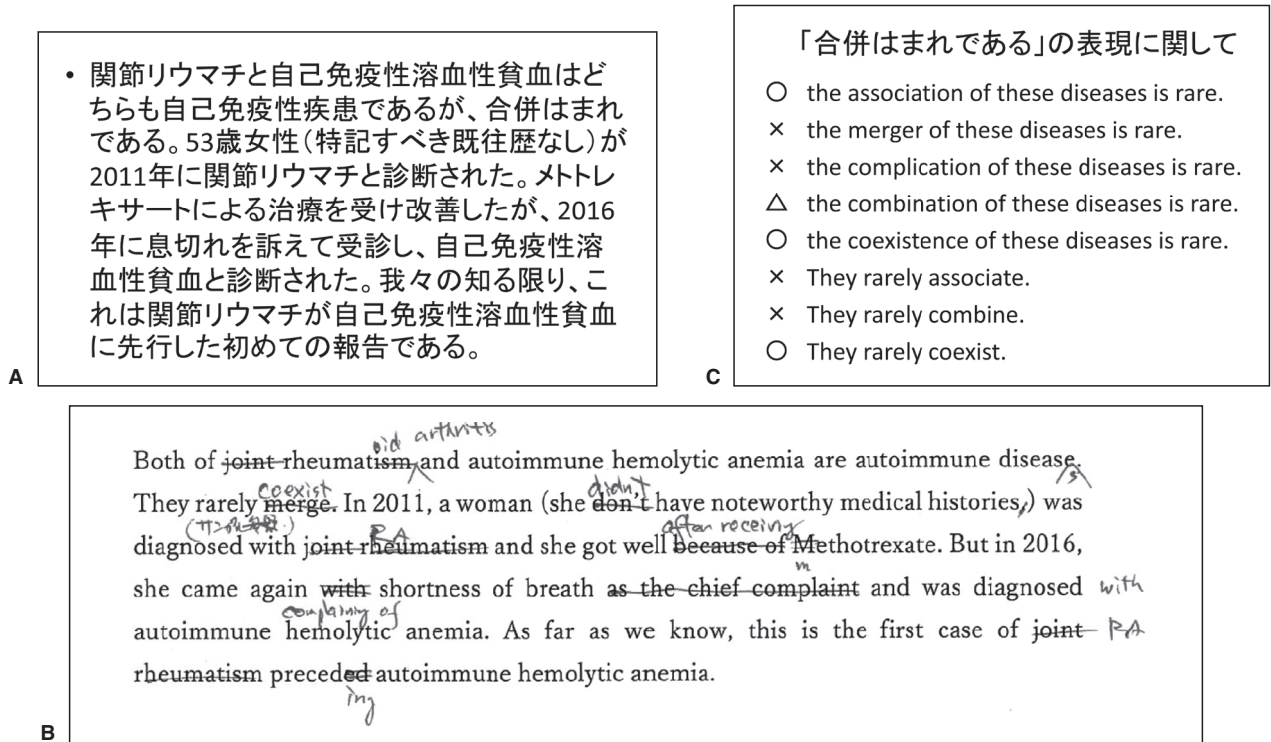 • 関節リウマチと自己免疫性溶血性貧血はど
ちらも自己免疫性疾患であるが、合併はまれ
である。53歳女性（特記すべき既往歴なし）が
2011年に関節リウマチと診断された。メトトレ
キサートによる治療を受け改善したが、2016
年に息切れを訴えて受診し、自己免疫性溶
血性貧血と診断された。我々の知る限り、こ
れは関節リウマチが自己免疫性溶血性貧血
に先行した初めての報告である。
A
「合併はまれである」の表現に関して
○ the association of these diseases is rare.
× the merger of these diseases is rare.
× the complication of these diseases is rare.
△ the combination of these diseases is rare.
○ the coexistence of these diseases is rare.
× They rarely associate.
× They rarely combine.
○ They rarely coexist.
C
oid arthritis
Both of joint rheumatism and autoimmune hemolytic anemia are autoimmune disease.
s
coexist didn't
They rarely merge. In 2011, a woman (she don't have noteworthy medical histories,) was
RA after receing
diagnosed with joint rheumatism and she got well because of Methotrexate. But in 2016,
m
she came again with shortness of breath as the chief complaint and was diagnosed with
complaining of
autoimmune hemolytic anemia. As far as we know, this is the first case of joint RA
rheumatism preceded autoimmune hemolytic anemia.
ing
B